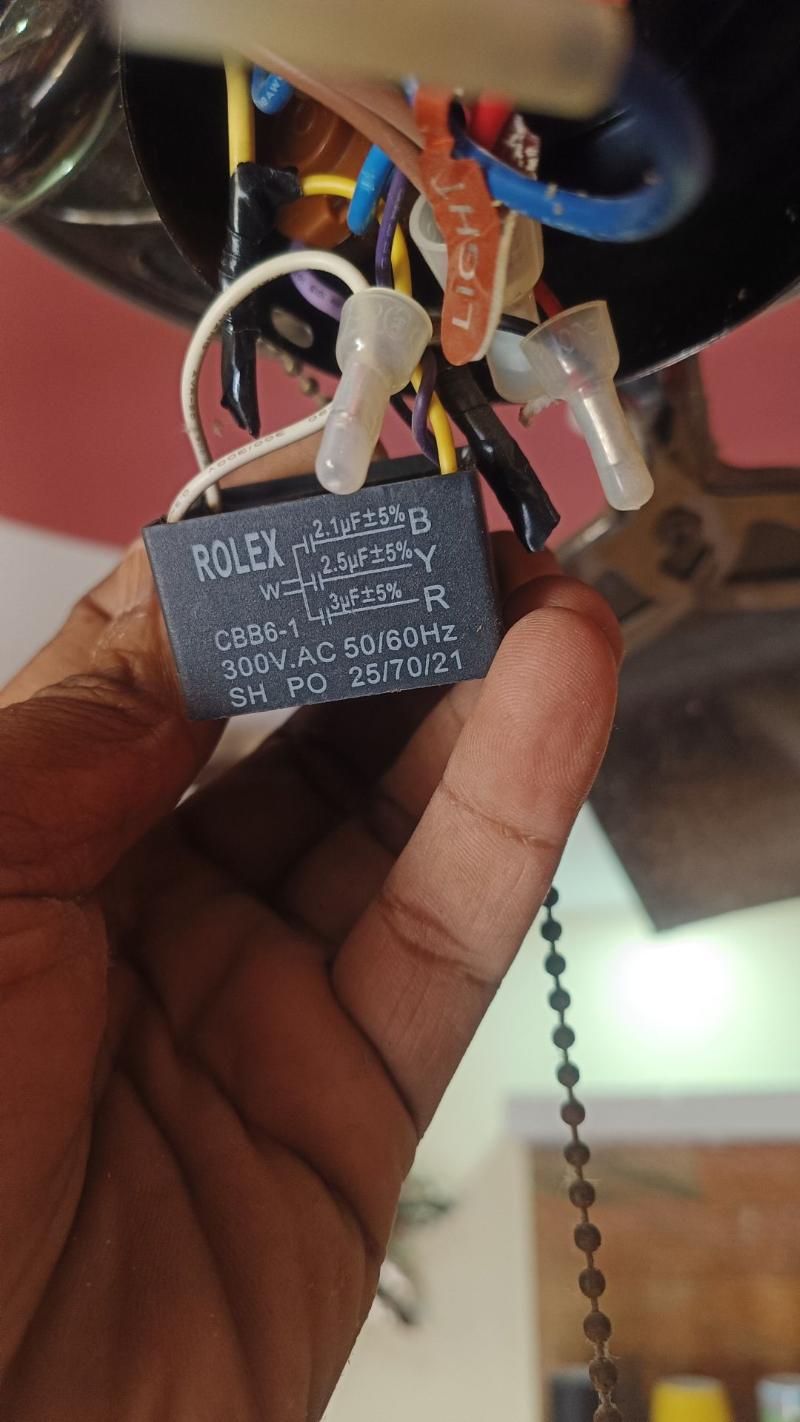 LIGH
ROLEX
2.1µF±5% B
2.5µF±5% Y
W
3µF±5% R
CBB6-1
300V.AC 50/60Hz
SH PO 25/70/21